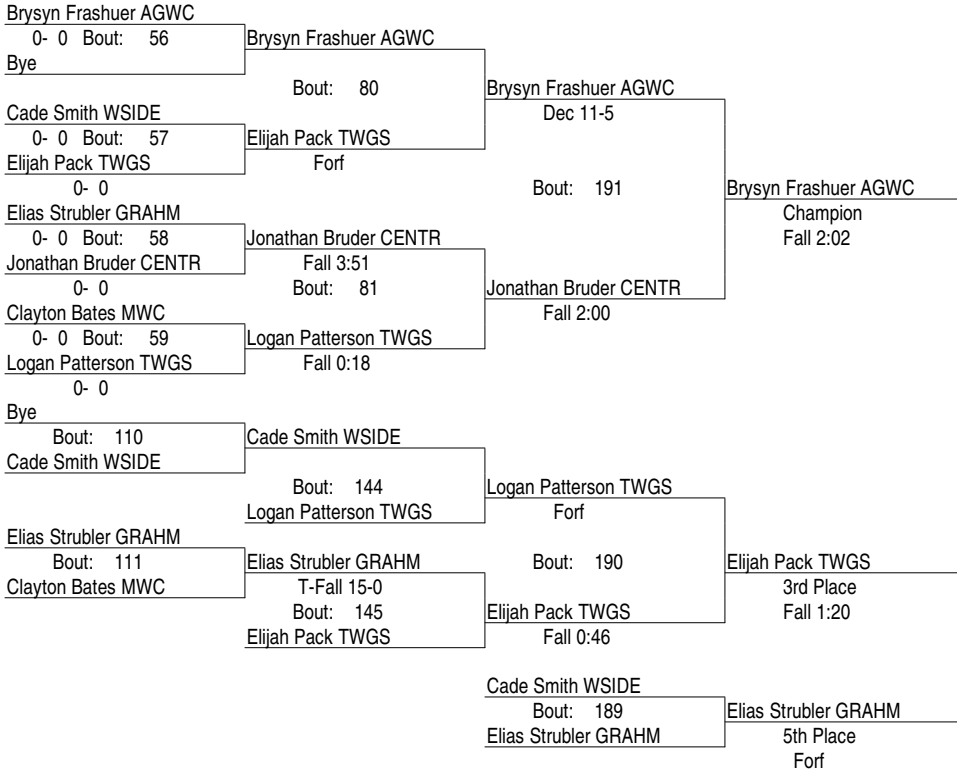 Brysyn Frashuer AGWC
0- 0 Bout: 56
Bye
Brysyn Frashuer AGWC
Bout: 80
Brysyn Frashuer AGWC
Dec 11-5
Cade Smith WSIDE
0- 0 Bout: 57
Elijah Pack TWGS
0- 0
Elijah Pack TWGS
Forf
Bout: 191
Brysyn Frashuer AGWC
Champion
Fall 2:02
Elias Strubler GRAHM
0- 0 Bout: 58
Jonathan Bruder CENTR
0- 0
Jonathan Bruder CENTR
Fall 3:51
Bout: 81
Jonathan Bruder CENTR
Fall 2:00
Clayton Bates MWC
0- 0 Bout: 59
Logan Patterson TWGS
0- 0
Logan Patterson TWGS
Fall 0:18
Bye
Bout: 110
Cade Smith WSIDE
Cade Smith WSIDE
Bout: 144
Logan Patterson TWGS
Logan Patterson TWGS
Forf
Elias Strubler GRAHM
Bout: 111
Clayton Bates MWC
Elias Strubler GRAHM
T-Fall 15-0
Bout: 145
Elijah Pack TWGS
Bout: 190
Elijah Pack TWGS
Fall 0:46
Elijah Pack TWGS
3rd Place
Fall 1:20
Cade Smith WSIDE
Bout: 189
Elias Strubler GRAHM
Elias Strubler GRAHM
5th Place
Forf